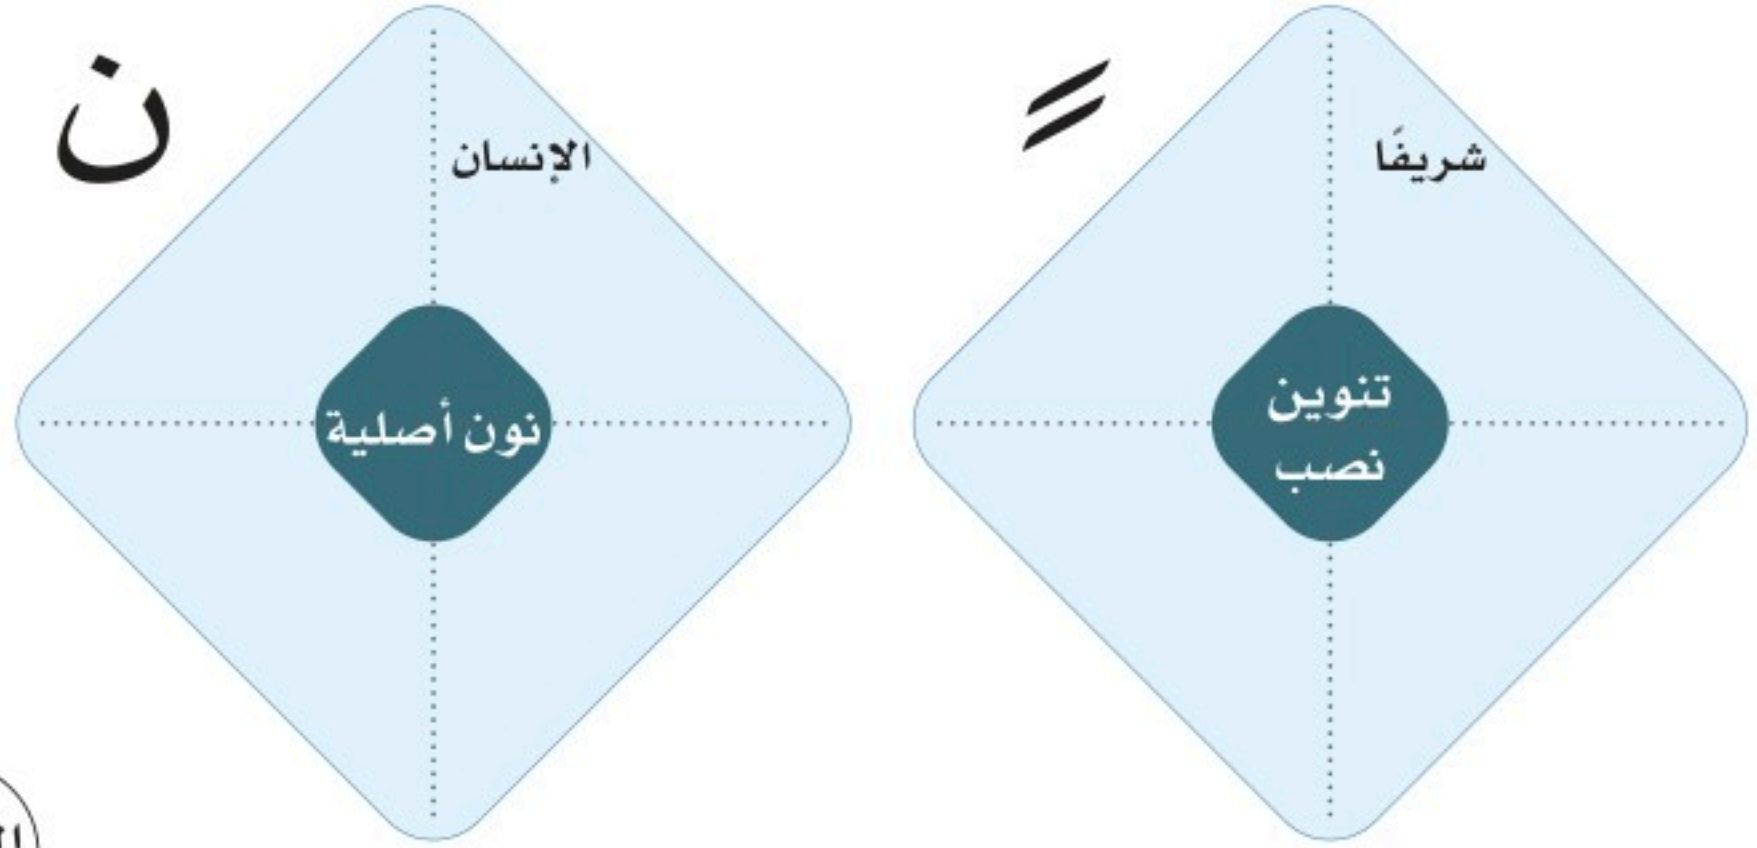 ً
شريفًا
تنوين
نصب
ن
الإنسان
نون أصلية